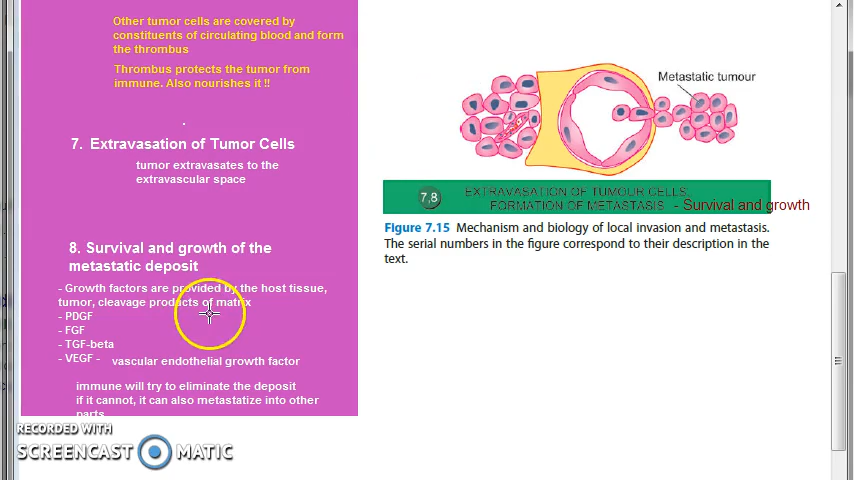 Other tumor cells are covered by
constituents of circulating blood and form
the thrombus
Thrombus protects the tumor from
immune. Also nourishes it !!
.
7. Extravasation of Tumor Cells
tumor extravasates to the
extravascular space
8. Survival and growth of the
metastatic deposit
- Growth factors are provided by the host tissue,
tumor, cleavage products of matrix
- PDGF
- FGF
- TGF-beta
- VEGF - vascular endothelial growth factor
immune will try to eliminate the deposit
if it cannot, it can also metastatize into other
parts
RECORDED WITH
SCREENCAST MATIC
Metastatic tumour
7,8
EXTRAVASATION OF TUMOUR CELLS,
FORMATION OF METASTASIS - Survival and growth
Figure 7.15 Mechanism and biology of local invasion and metastasis.
The serial numbers in the figure correspond to their description in the
text.